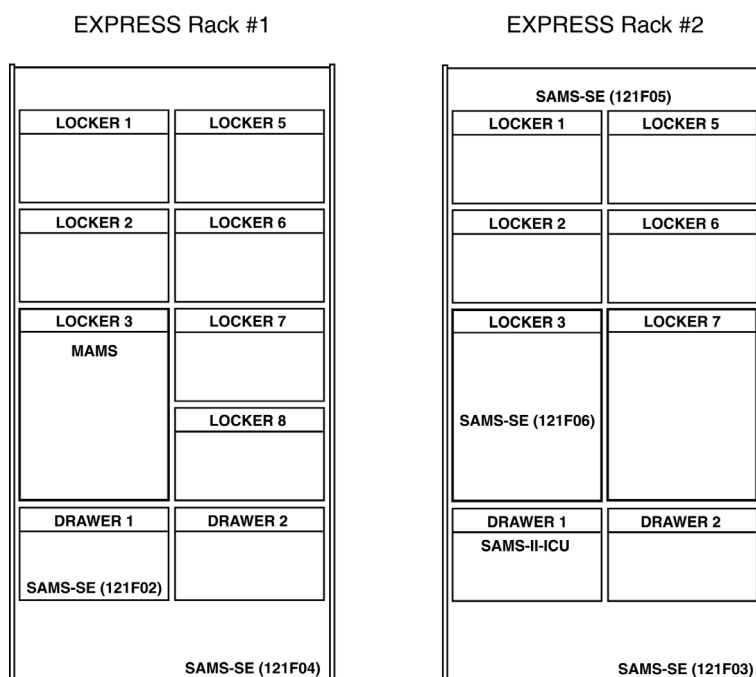 EXPRESS Rack #1
LOCKER 1
LOCKER 5
LOCKER 2
LOCKER 6
LOCKER 3
LOCKER 7
MAMS
LOCKER 8
DRAWER 1
DRAWER 2
SAMS-SE (121F02)
SAMS-SE (121F04)
EXPRESS Rack #2
SAMS-SE (121F05)
LOCKER 1
LOCKER 5
LOCKER 2
LOCKER 6
LOCKER 3
LOCKER 7
SAMS-SE (121F06)
DRAWER 1
DRAWER 2
SAMS-II-ICU
SAMS-SE (121F03)